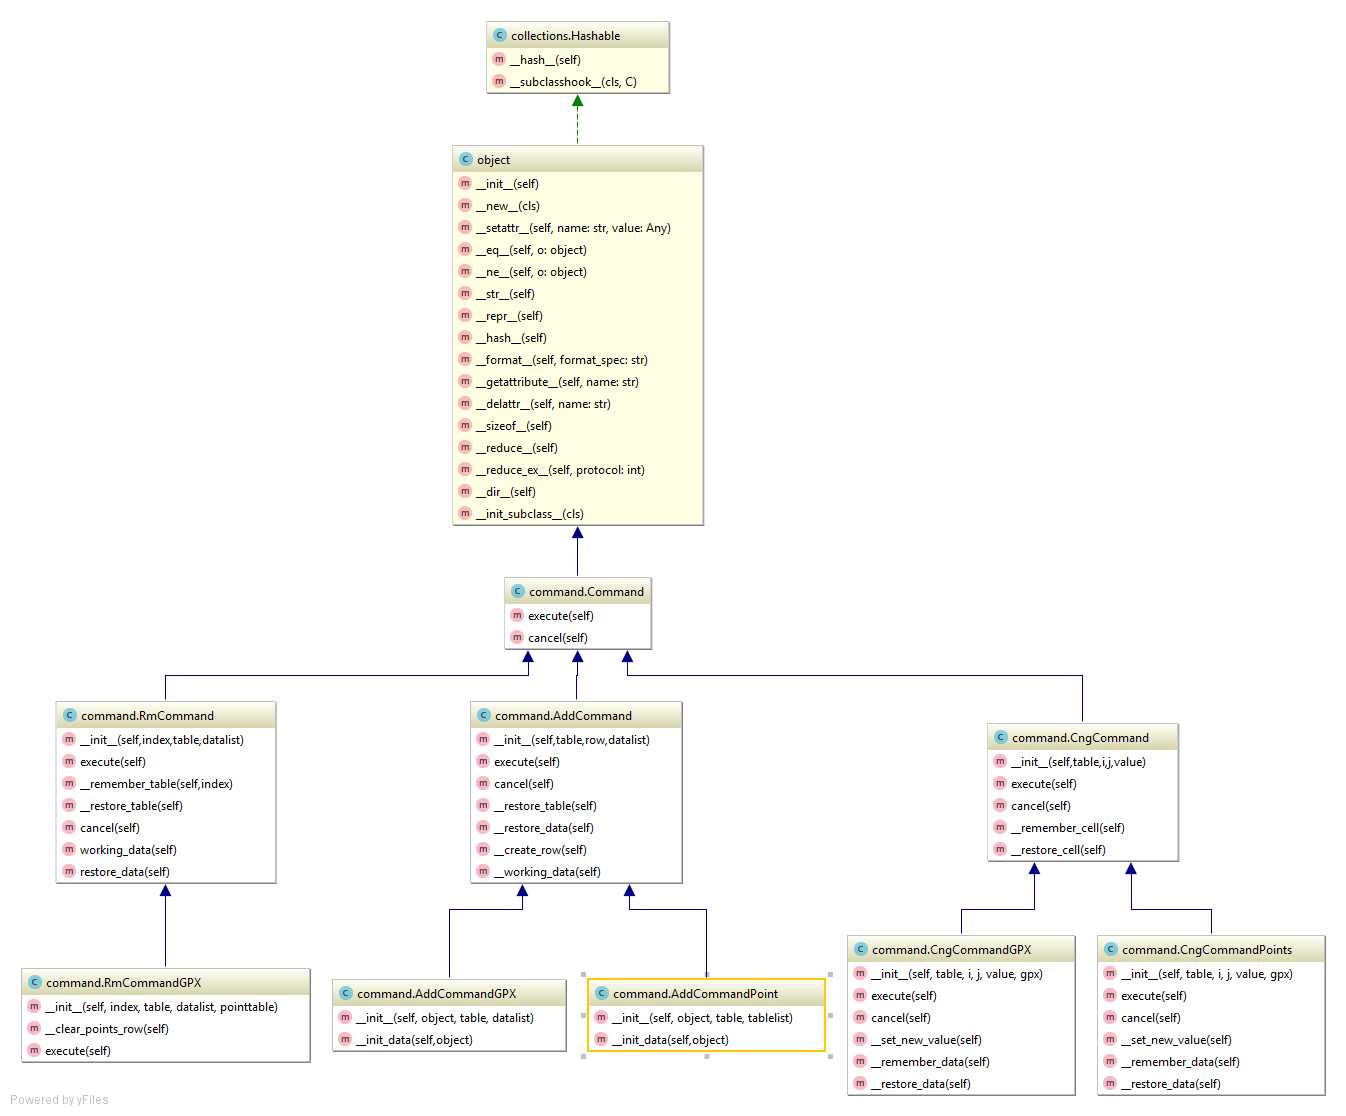 C collections.Hashable
m __hash__(self)
m __subclasshook__(cls, C)
C object
m __init__(self)
m __new__(cls)
m __setattr__(self, name: str, value: Any)
m __eq__(self, o: object)
m __ne__(self, o: object)
m __str__(self)
m __repr__(self)
m __hash__(self)
m __format__(self, format_spec: str)
m __getattribute__(self, name: str)
m __delattr__(self, name: str)
m __sizeof__(self)
m __reduce__(self)
m __reduce_ex__(self, protocol: int)
m __dir__(self)
m __init_subclass__(cls)
C command.Command
m execute(self)
m cancel(self)
C command.RmCommand
m __init__(self,index,table,datalist)
m execute(self)
m __remember_table(self,index)
m __restore_table(self)
m cancel(self)
m working_data(self)
m restore_data(self)
C command.AddCommand
m __init__(self,table,row,datalist)
m execute(self)
m cancel(self)
m __restore_table(self)
m __restore_data(self)
m __create_row(self)
m __working_data(self)
C command.CngCommand
m __init__(self,table,i,j,value)
m execute(self)
m cancel(self)
m __remember_cell(self)
m __restore_cell(self)
C command.RmCommandGPX
m __init__(self, index, table, datalist, pointtable)
m __clear_points_row(self)
m execute(self)
C command.AddCommandGPX
m __init__(self, object, table, datalist)
m __init_data(self,object)
C command.AddCommandPoint
m __init__(self, object, table, tablelist)
m __init_data(self,object)
C command.CngCommandGPX
m __init__(self, table, i, j, value, gpx)
m execute(self)
m cancel(self)
m __set_new_value(self)
m __remember_data(self)
m __restore_data(self)
C command.CngCommandPoints
m __init__(self, table, i, j, value, gpx)
m execute(self)
m cancel(self)
m __set_new_value(self)
m __remember_data(self)
m __restore_data(self)
Powered by yFiles